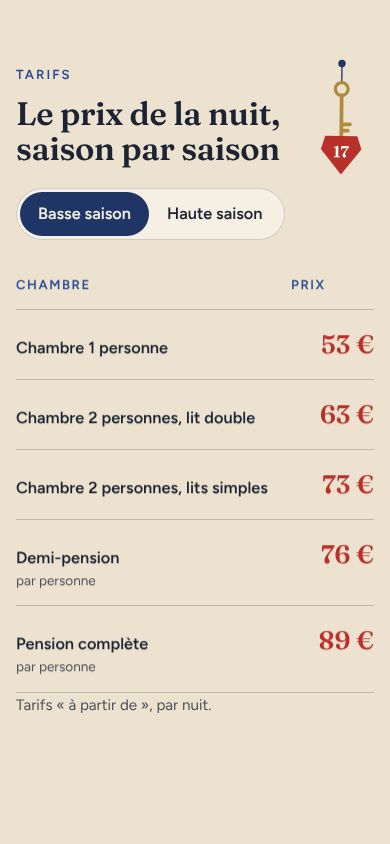 TARIFS
Le prix de la nuit,
saison par saison
17
Basse saison Haute saison
CHAMBRE PRIX
Chambre 1 personne 53 €
Chambre 2 personnes, lit double 63 €
Chambre 2 personnes, lits simples 73 €
Demi-pension 76 €
par personne
Pension complète 89 €
par personne
Tarifs « à partir de », par nuit.